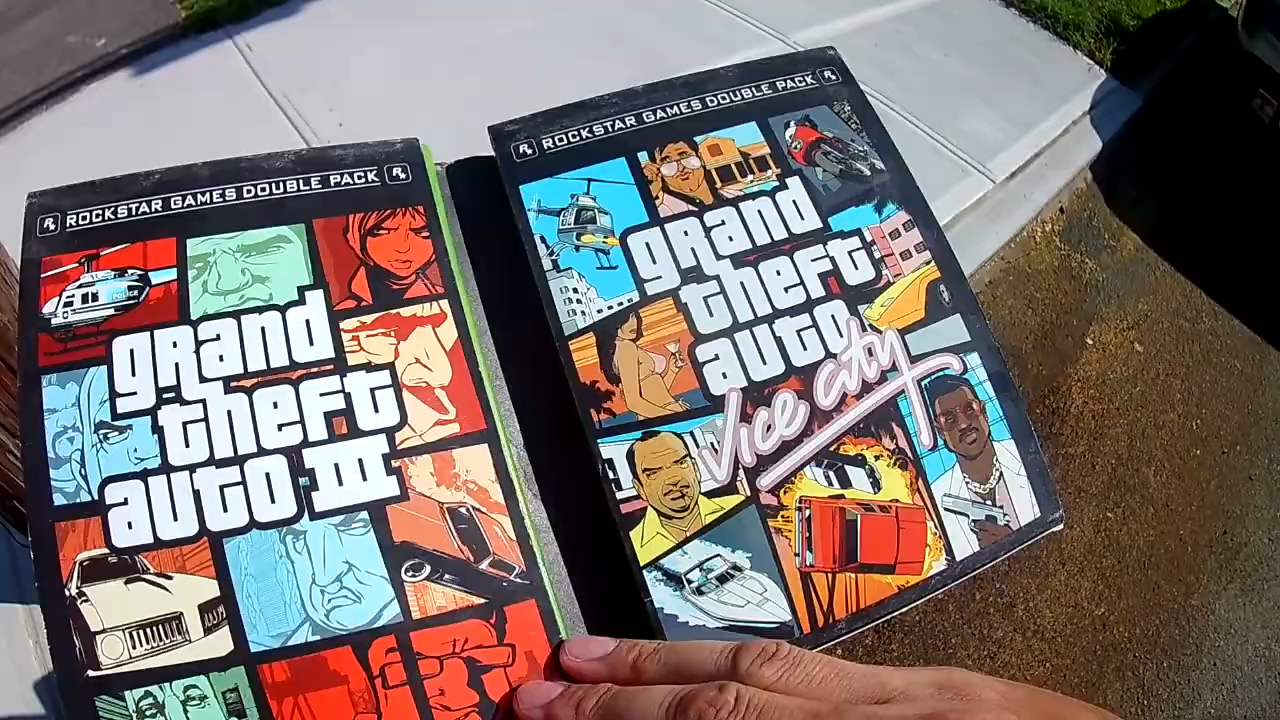 ROCKSTAR GAMES DOUBLE PACK
grand
theft
auto III
POLICE
ROCKSTAR GAMES DOUBLE PACK
grand
theft
auto
Vice City